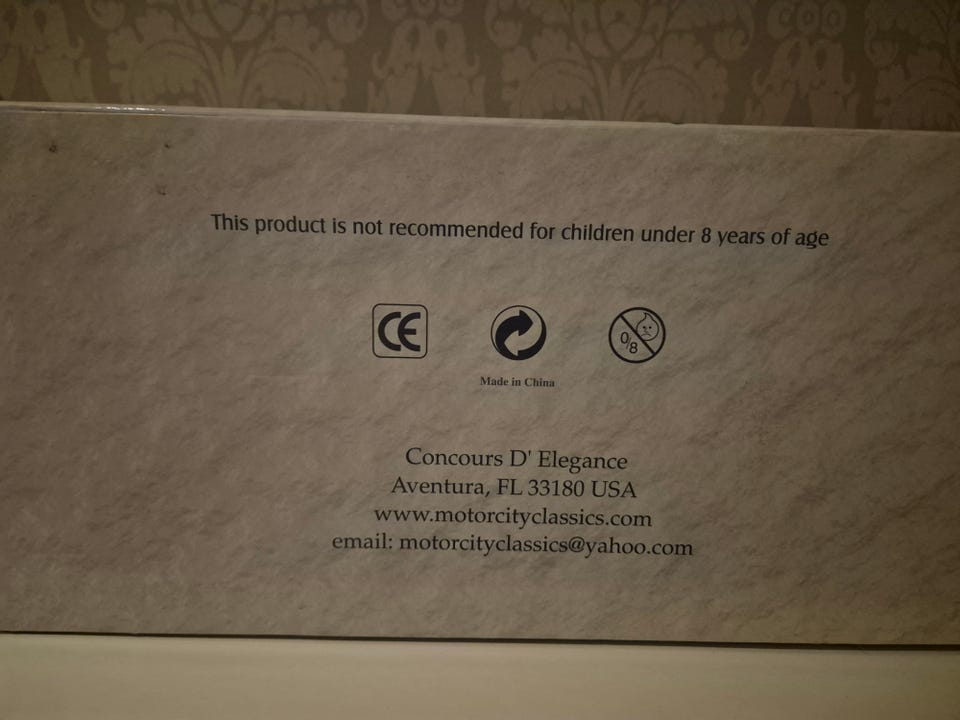 This product is not recommended for children under 8 years of age
CE
0/8
Made in China
Concours D' Elegance
Aventura, FL 33180 USA
www.motorcityclassics.com
email: motorcityclassics@yahoo.com